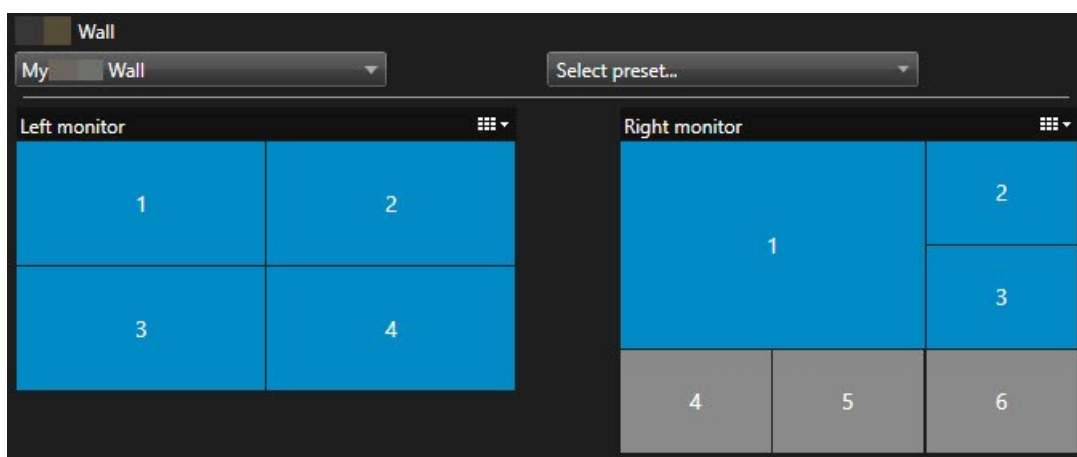 Wall
My Wall
Select preset...
Left monitor
Right monitor
1 2
3 4
1
2
3
4 5 6